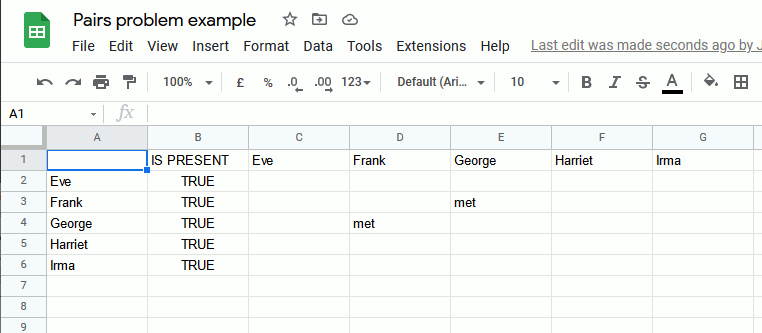 Pairs problem example
File Edit View Insert Format Data Tools Extensions Help Last edit was made seconds ago by J
100% £ % .0 .00 123 Default (Ari... 10 B I S A
A1 fx
A B C D E F G
1 IS PRESENT Eve Frank George Harriet Irma
2 Eve TRUE
3 Frank TRUE met
4 George TRUE met
5 Harriet TRUE
6 Irma TRUE
7
8
9